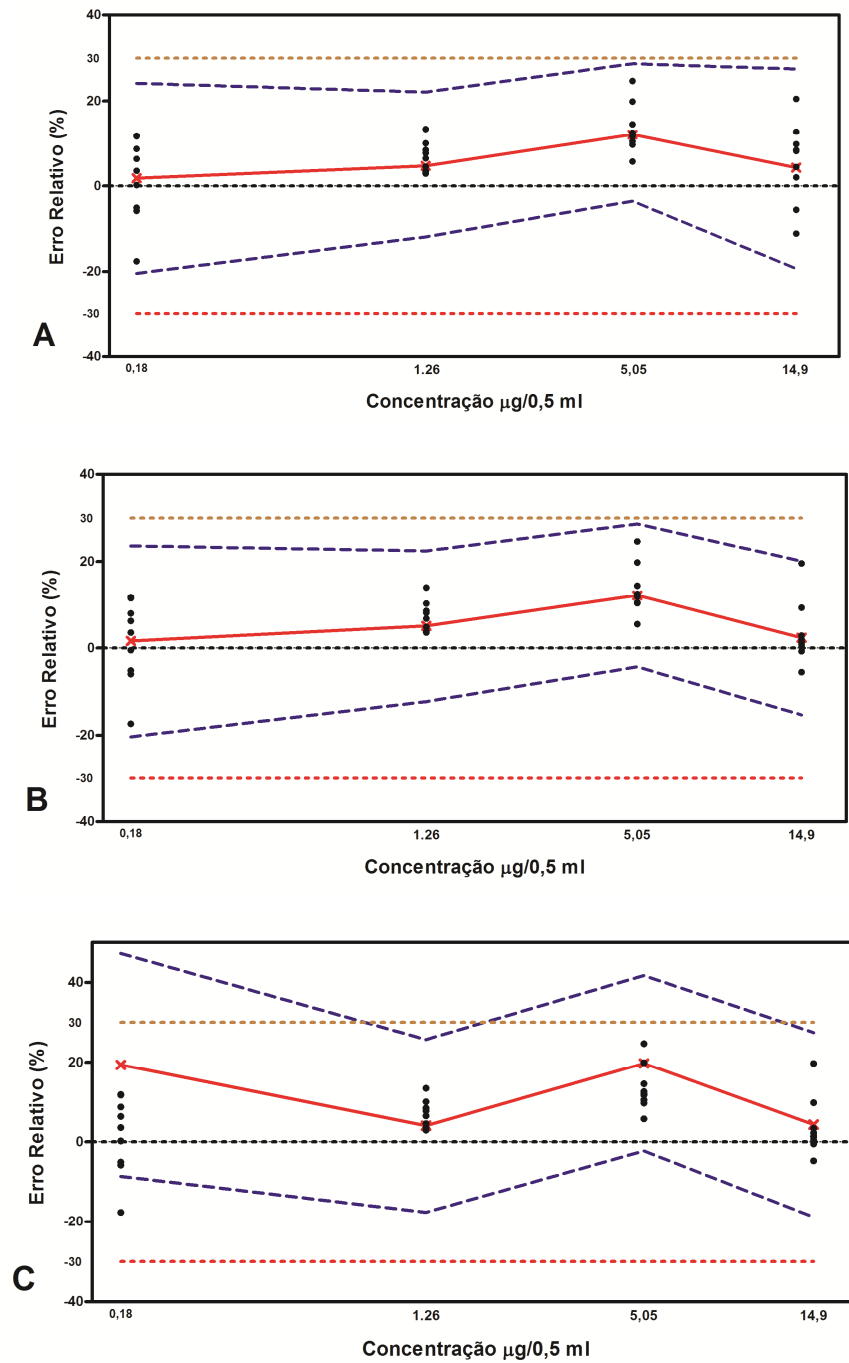 40
30
20
0
-20
-30
-40
Erro Relativo (%)
A
0,18 1.26 5,05 14,9
Concentração µg/0,5 ml
40
30
20
0
-20
-30
-40
Erro Relativo (%)
B
0,18 1.26 5,05 14,9
Concentração µg/0,5 ml
40
30
20
0
-20
-30
-40
Erro Relativo (%)
C
0,18 1.26 5,05 14,9
Concentração µg/0,5 ml